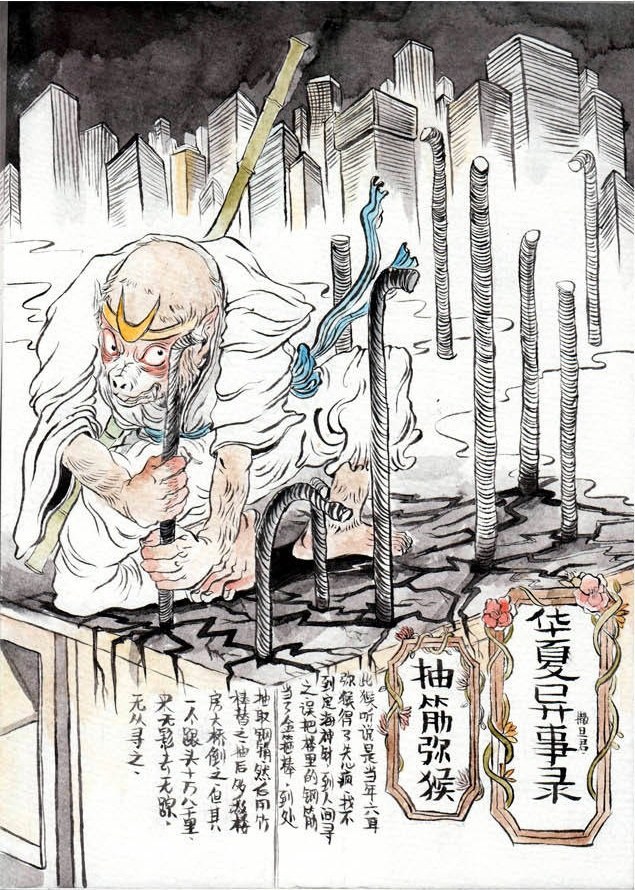 华夏异事录
撒旦君
抽筋弥猴
此猴听说是当年六耳
弥猴得了失心疯,找不
到定海神针,到人间寻
之,误把楼里的钢筋
当了金箍棒,到处
抽取钢筋,然后用竹
棒替之,抽后 楼
房大桥倒之,但其
一个跟头十万八千里,
来无影去无踪,
无从寻之。